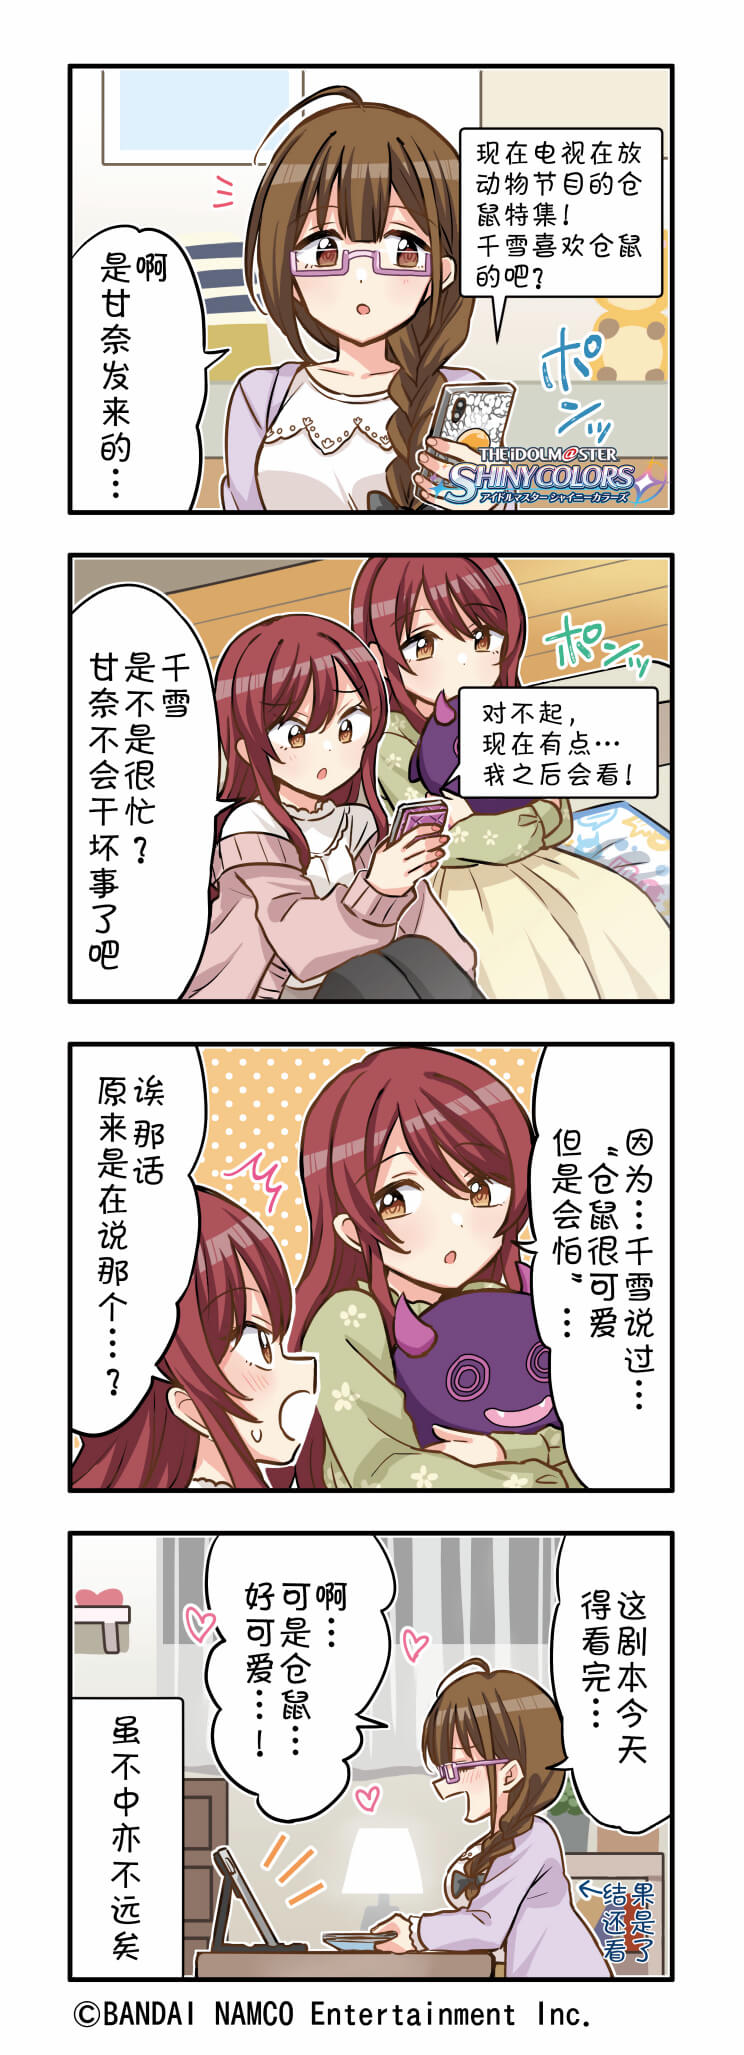 现在电视在放
动物节目的仓
鼠特集！
千雪喜欢仓鼠
的吧？
啊
是甘奈发来的…
ポンッ
THE iDOLM@STER
SHINY COLORS
アイドルマスター シャイニーカラーズ
ポンッ
对不起，
现在有点…
我之后会看！
千雪
是不是很忙？
甘奈不会干坏事了吧
因为…千雪说过…
“仓鼠很可爱
但是会怕”…
诶那话
原来是在说那个…？
这剧本今天
得看完…
啊…
可是仓鼠…
好可爱…！
←结果是
还看了
虽不中亦不远矣
©BANDAI NAMCO Entertainment Inc.